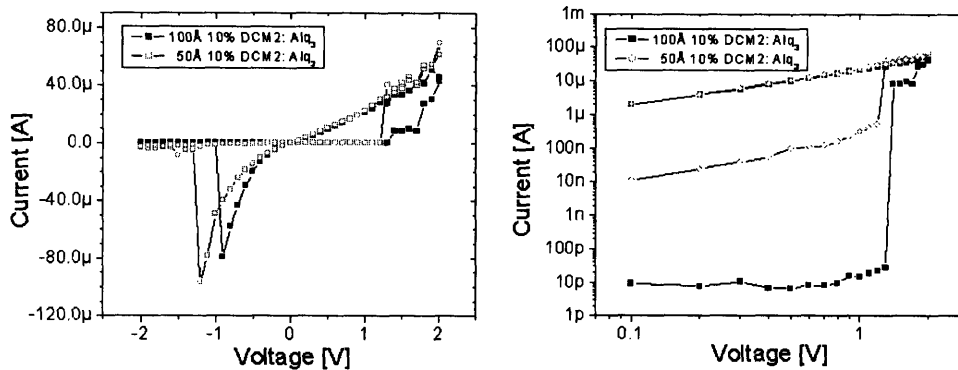 80.0µ
40.0µ
0.0
-40.0µ
-80.0µ
-120.0µ
Current [A]
100Å 10% DCM2: Alq3
50Å 10% DCM2: Alq3
-2
-1
0
1
2
Voltage [V]
1m
100µ
10µ
1µ
100n
10n
1n
100p
10p
1p
Current [A]
100Å 10% DCM2: Alq3
50Å 10% DCM2: Alq3
0.1
1
Voltage [V]